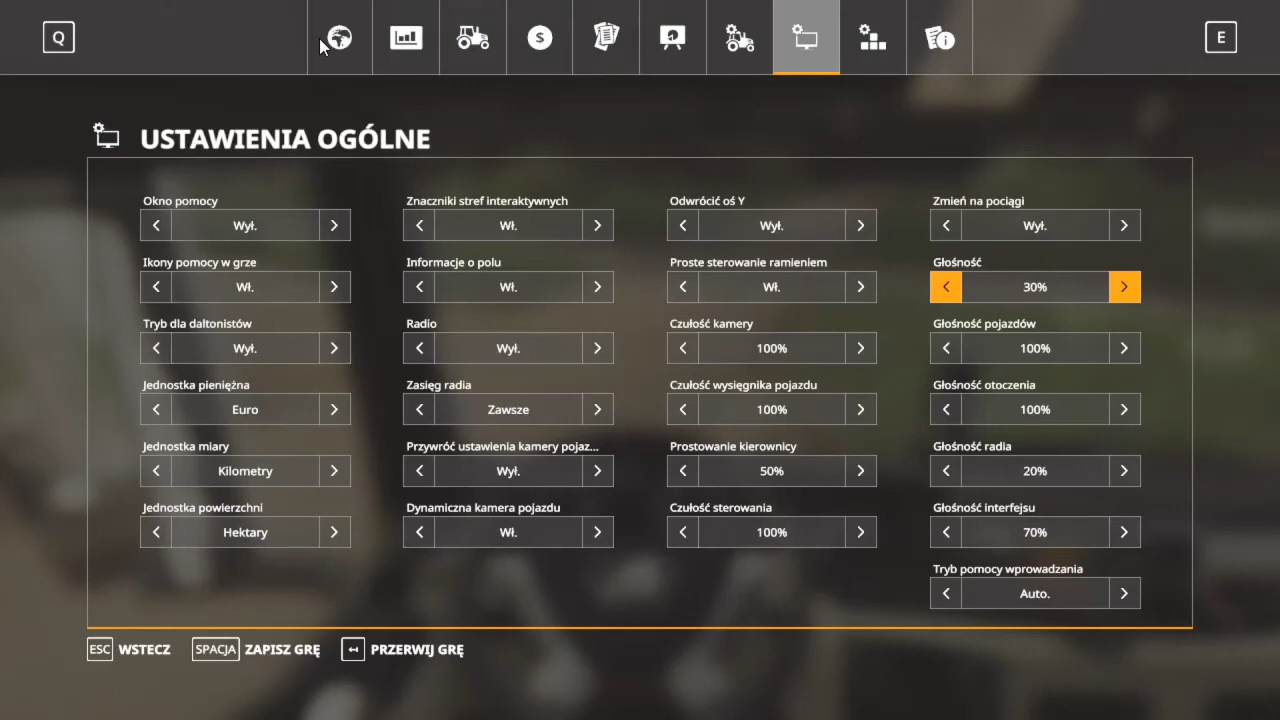 Q
E
USTAWIENIA OGÓLNE
Okno pomocy
Wył.
Ikony pomocy w grze
Wł.
Tryb dla daltonistów
Wył.
Jednostka pieniężna
Euro
Jednostka miary
Kilometry
Jednostka powierzchni
Hektary
Znaczniki stref interaktywnych
Wł.
Informacje o polu
Wł.
Radio
Wył.
Zasięg radia
Zawsze
Przywróć ustawienia kamery pojaz...
Wył.
Dynamiczna kamera pojazdu
Wł.
Odwrócić oś Y
Wył.
Proste sterowanie ramieniem
Wł.
Czułość kamery
100%
Czułość wysięgnika pojazdu
100%
Prostowanie kierownicy
50%
Czułość sterowania
100%
Zmień na pociągi
Wył.
Głośność
30%
Głośność pojazdów
100%
Głośność otoczenia
100%
Głośność radia
20%
Głośność interfejsu
70%
Tryb pomocy wprowadzania
Auto.
ESC WSTECZ SPACJA ZAPISZ GRĘ PRZERWIJ GRĘ